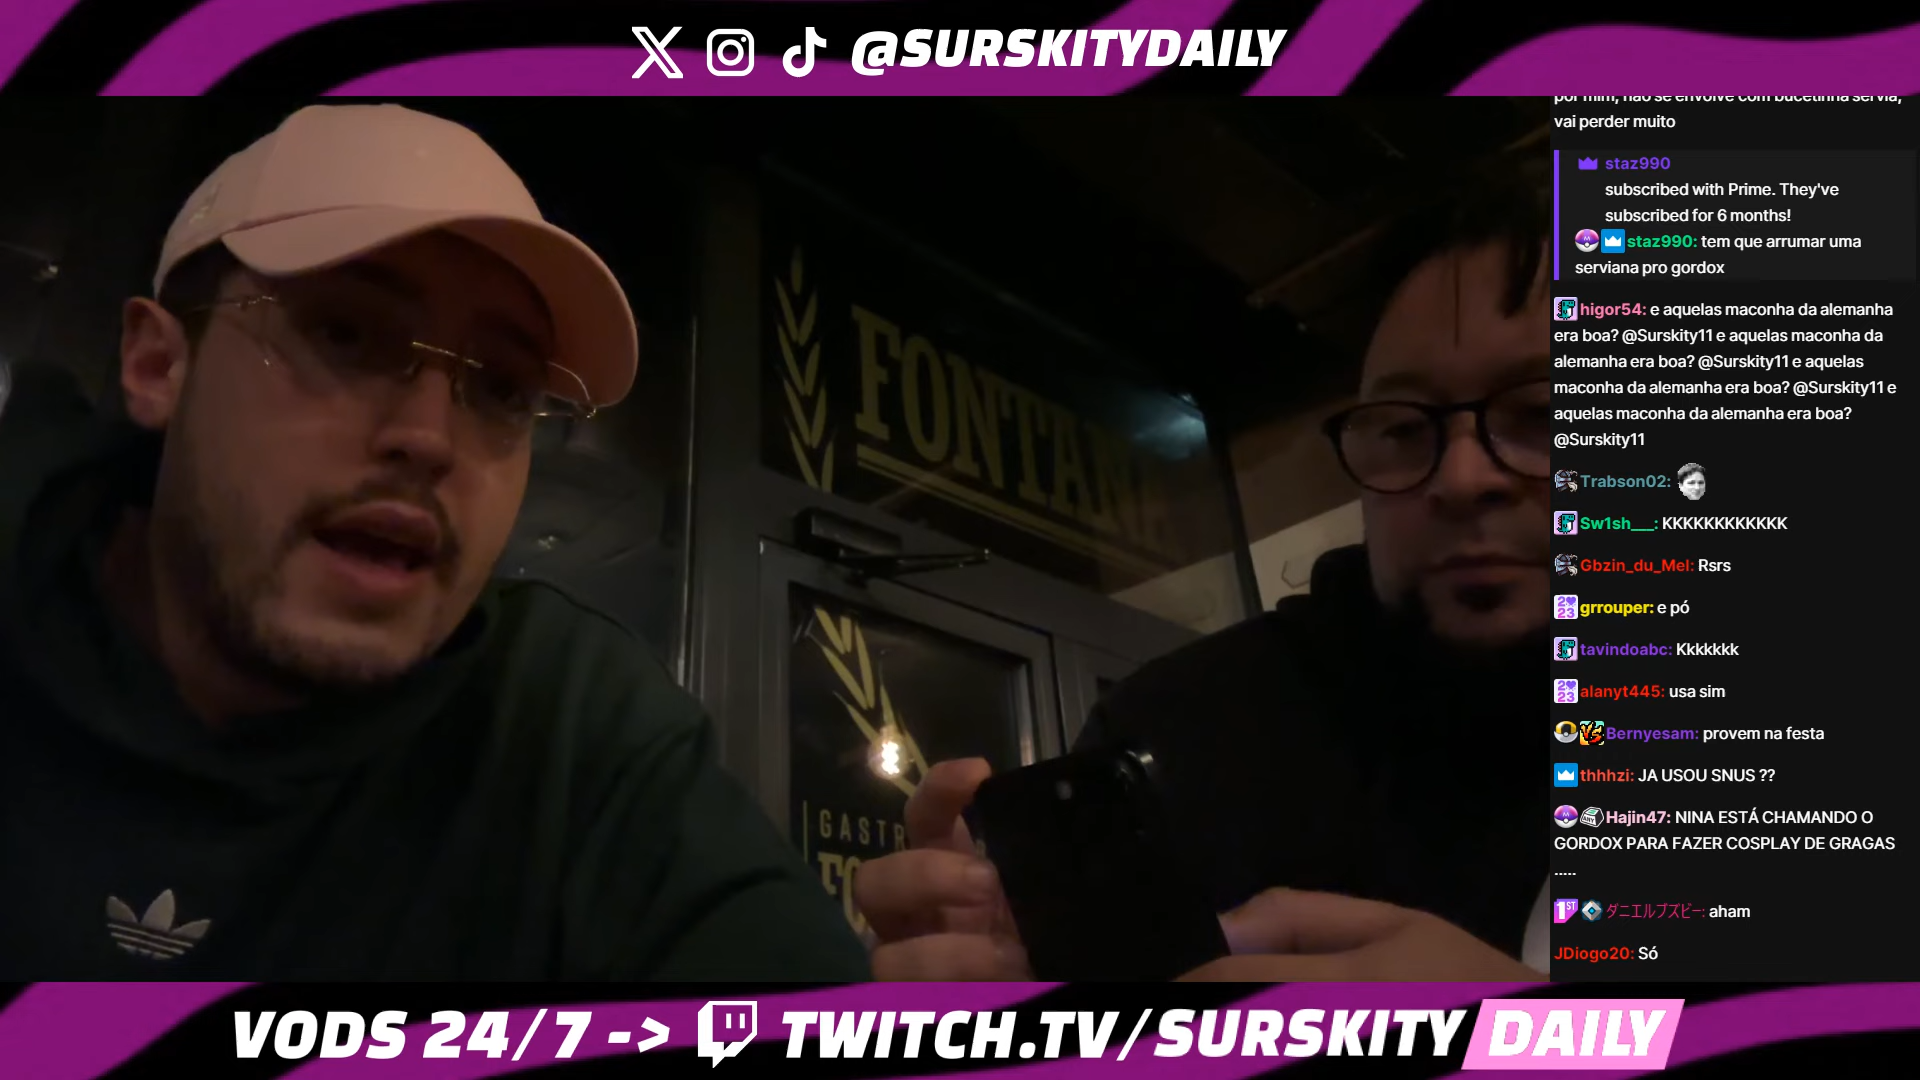 @SURSKITYDAILY
vai perder muito
staz990
subscribed with Prime. They've
subscribed for 6 months!
staz990: tem que arrumar uma
serviana pro gordox
higor54: e aquelas maconha da alemanha
era boa? @Surskity11 e aquelas maconha da
alemanha era boa? @Surskity11 e aquelas
maconha da alemanha era boa? @Surskity11 e
aquelas maconha da alemanha era boa?
@Surskity11
Trabson02:
Sw1sh___: KKKKKKKKKKKK
Gbzin_du_Mel: Rsrs
grrouper: e pó
tavindoabc: Kkkkkkk
alanyt445: usa sim
Bernyesam: provem na festa
thhhzi: JA USOU SNUS ??
Hajin47: NINA ESTÁ CHAMANDO O
GORDOX PARA FAZER COSPLAY DE GRAGAS
.....
ダニエルブズビー: aham
JDiogo20: Só
FONTANA
VODS 24/7 -> TWITCH.TV/SURSKITY DAILY